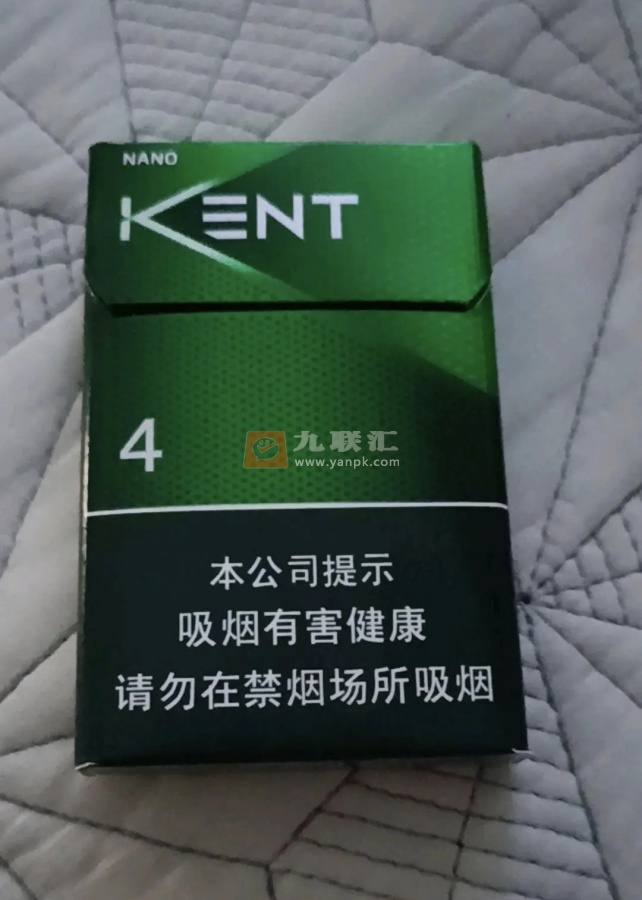 NANO
KENT
4
九联汇
www.yanpk.com
本公司提示
吸烟有害健康
请勿在禁烟场所吸烟